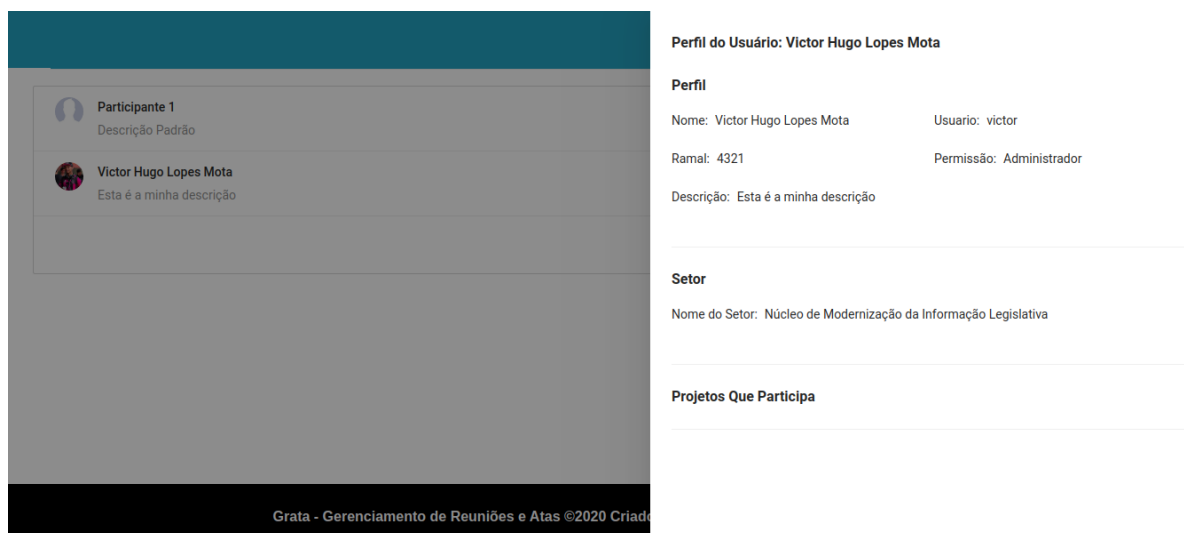 Participante 1
Descrição Padrão
Victor Hugo Lopes Mota
Esta é a minha descrição
Grata - Gerenciamento de Reuniões e Atas ©2020 Criado
Perfil do Usuário: Victor Hugo Lopes Mota
Perfil
Nome: Victor Hugo Lopes Mota Usuario: victor
Ramal: 4321 Permissão: Administrador
Descrição: Esta é a minha descrição
Setor
Nome do Setor: Núcleo de Modernização da Informação Legislativa
Projetos Que Participa